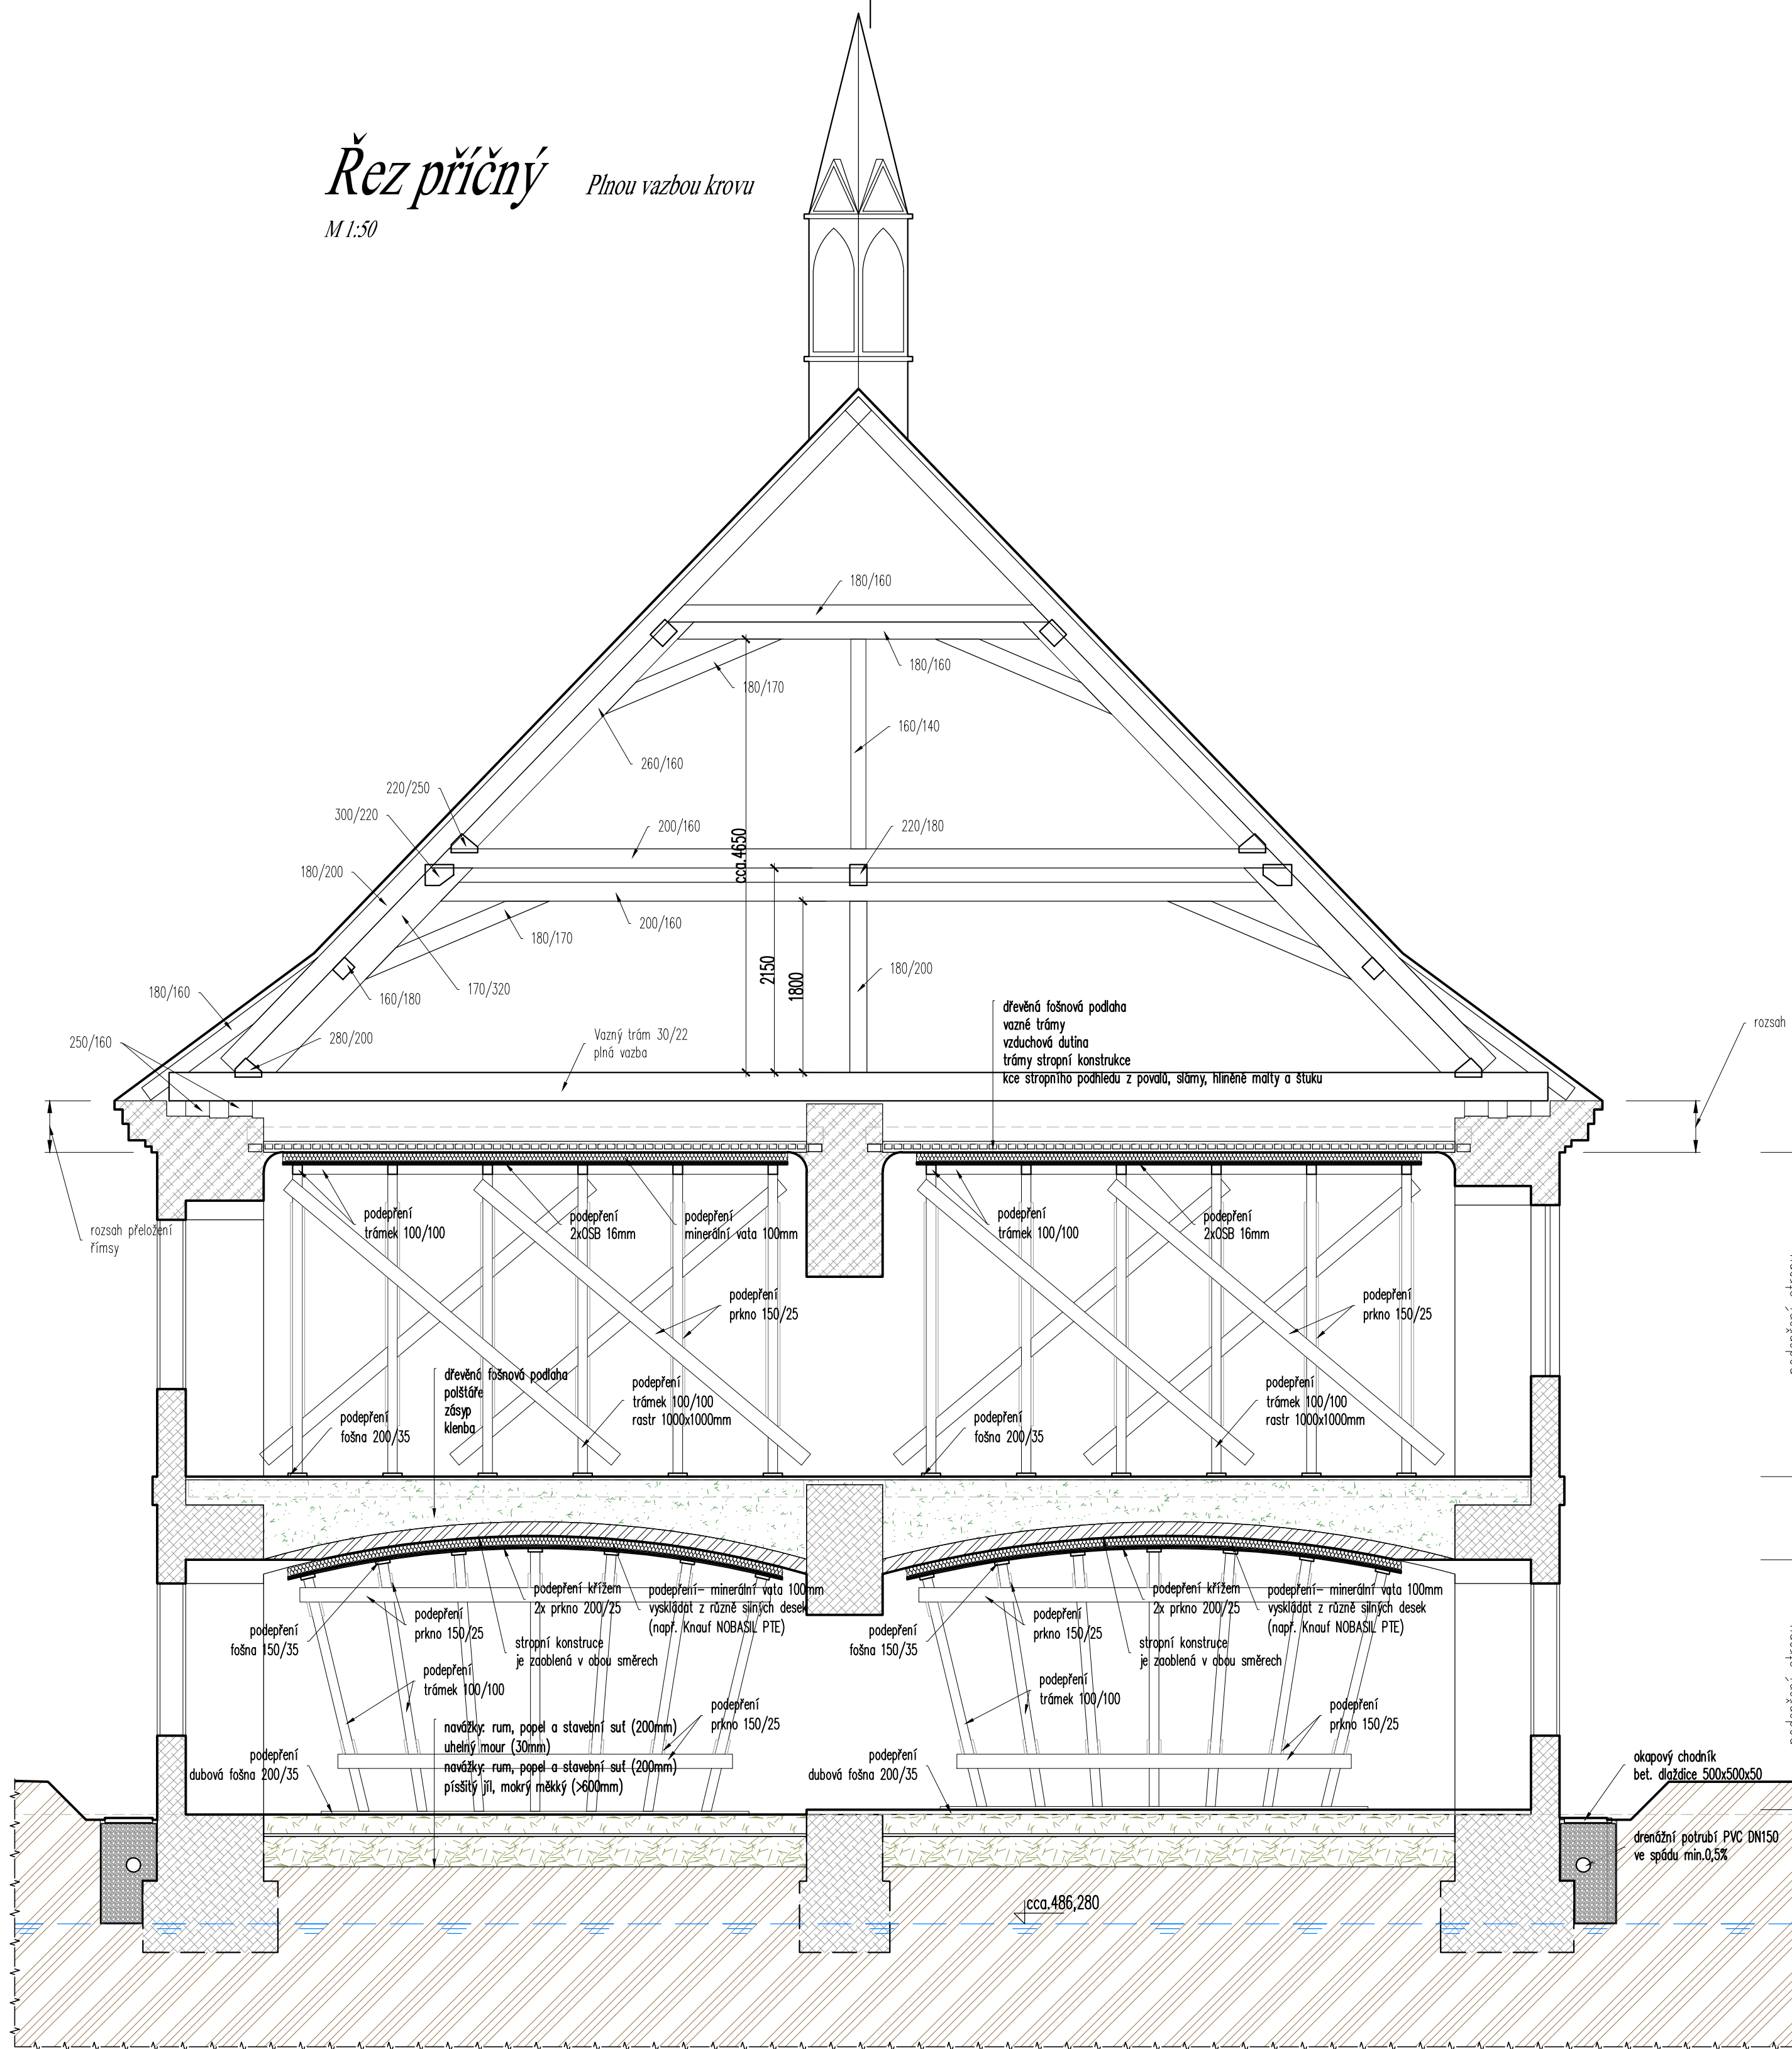 Řez příčný
Plnou vazbou krovu
M 1:50
180/160
180/160
180/170
160/140
260/160
220/250
300/220
200/160
220/180
cca.4650
180/200
200/160
180/170
2150
1800
180/200
170/320
160/180
180/160
280/200
250/160
Vazný trám 30/22
plná vazba
dřevěná fošnová podlaha
vazné trámy
vzduchová dutina
trámy stropní konstrukce
kce stropního podhledu z povalů, slámy, hliněné malty a štuku
rozsah
rozsah přeložení
římsy
podepření
trámek 100/100
podepření
2xOSB 16mm
podepření
minerální vata 100mm
podepření
trámek 100/100
podepření
2xOSB 16mm
podepření
prkno 150/25
podepření
prkno 150/25
dřevěná fošnová podlaha
polštáře
zásyp
klenba
podepření
trámek 100/100
rastr 1000x1000mm
podepření
fošna 200/35
podepření
trámek 100/100
rastr 1000x1000mm
podepření
fošna 200/35
podepření křížem
2x prkno 200/25
podepření- minerální vata 100mm
vyskládat z různě silných desek
(např. Knauf NOBASIL PTE)
podepření
prkno 150/25
podepření
fošna 150/35
stropní konstruce
je zaoblená v obou směrech
podepření
trámek 100/100
podepření
prkno 150/25
podepření křížem
2x prkno 200/25
podepření- minerální vata 100mm
vyskládat z různě silných desek
(např. Knauf NOBASIL PTE)
podepření
prkno 150/25
podepření
fošna 150/35
stropní konstruce
je zaoblená v obou směrech
podepření
trámek 100/100
podepření
prkno 150/25
navážky: rum, popel a stavební suť (200mm)
uhelný mour (30mm)
navážky: rum, popel a stavební suť (200mm)
písšitý jíl, mokrý měkký (>600mm)
podepření
dubová fošna 200/35
podepření
dubová fošna 200/35
okapový chodník
bet. dlaždice 500x500x50
drenážní potrubí PVC DN150
ve spádu min.0,5%
cca.486,280